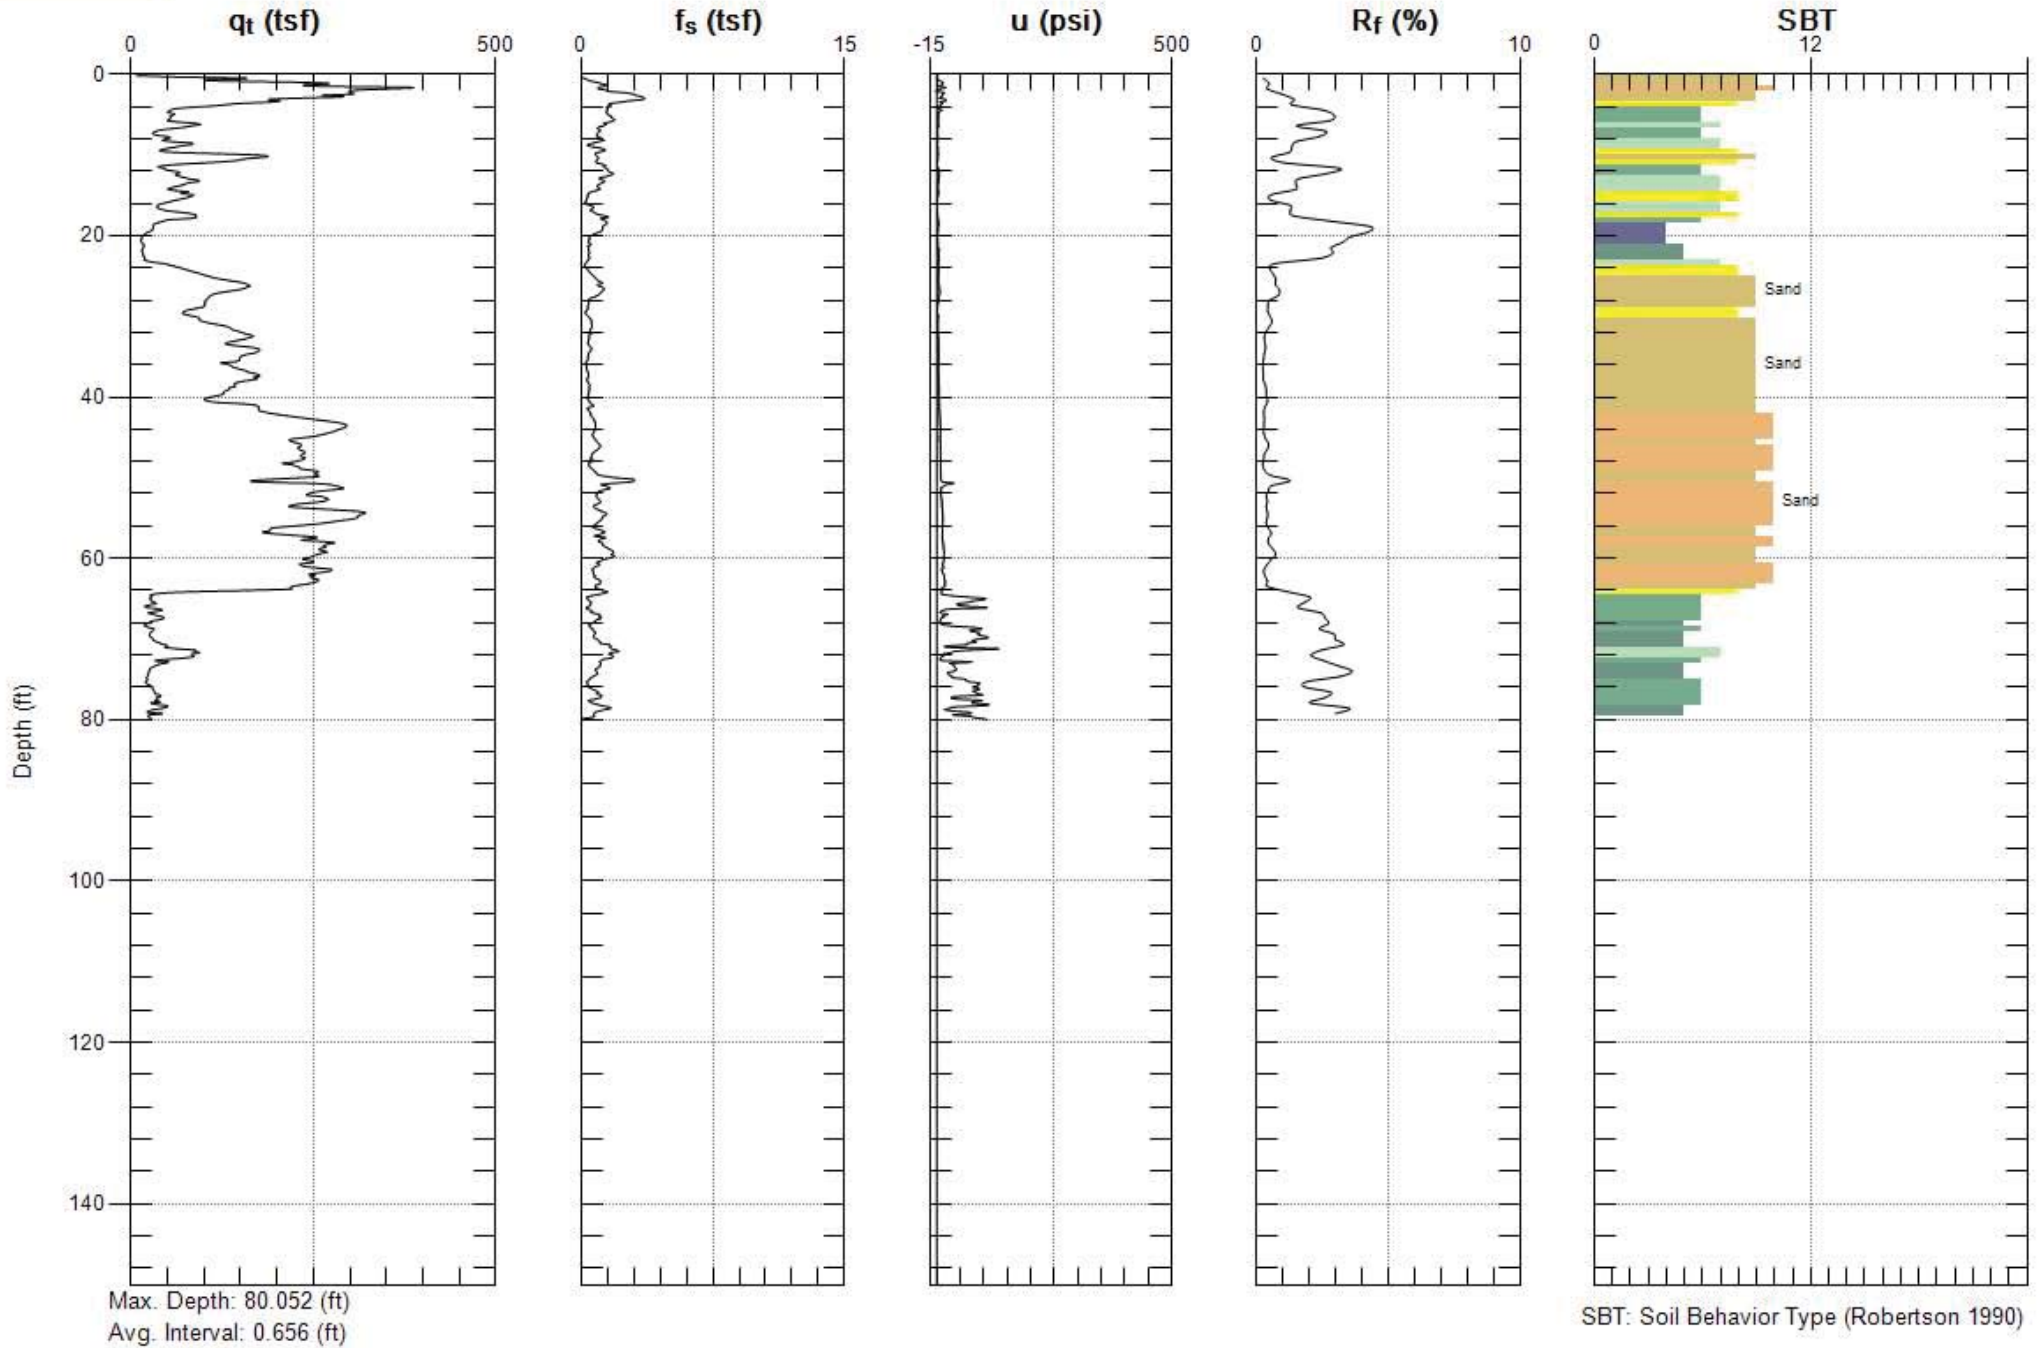 qt (tsf) fs (tsf) u (psi) Rf (%) SBT
0 500 0 15 -15 500 0 10 0 12
0
20
Sand
Sand
40
Sand
60
80
Depth (ft)
100
120
140
Max. Depth: 80.052 (ft)
Avg. Interval: 0.656 (ft)
SBT: Soil Behavior Type (Robertson 1990)